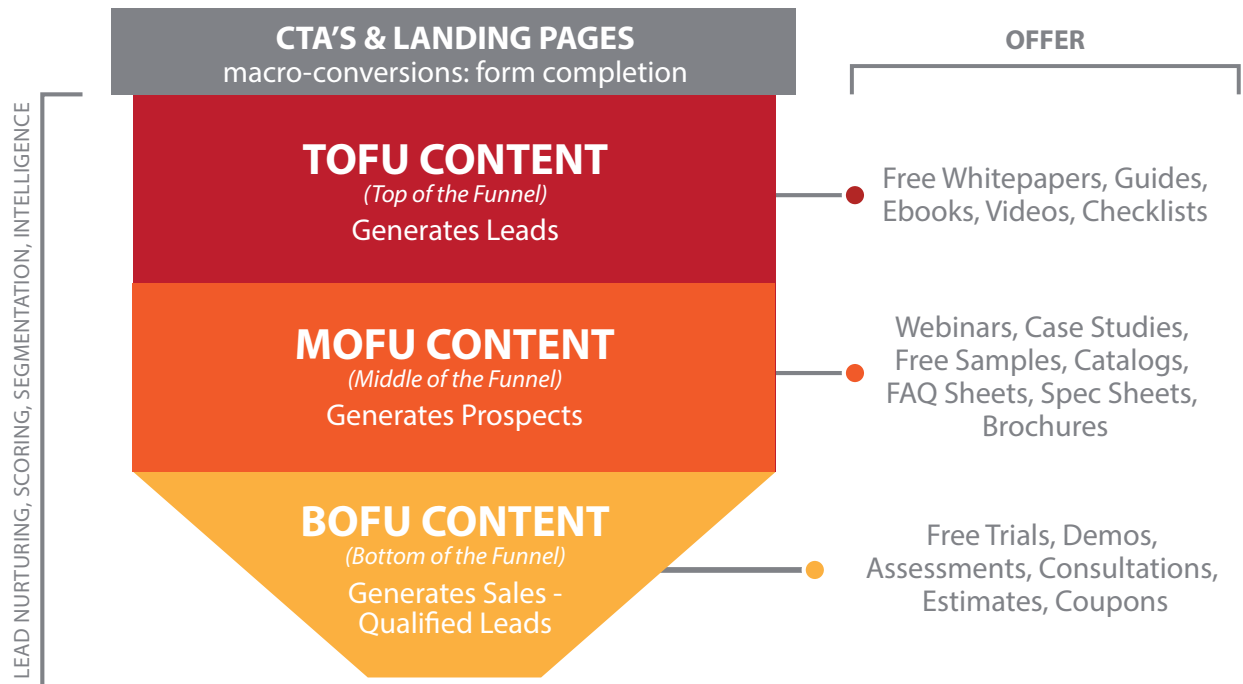 CTA'S & LANDING PAGES
macro-conversions: form completion
OFFER
LEAD NURTURING, SCORING, SEGMENTATION, INTELLIGENCE
TOFU CONTENT
(Top of the Funnel)
Generates Leads
Free Whitepapers, Guides,
Ebooks, Videos, Checklists
MOFU CONTENT
(Middle of the Funnel)
Generates Prospects
Webinars, Case Studies,
Free Samples, Catalogs,
FAQ Sheets, Spec Sheets,
Brochures
BOFU CONTENT
(Bottom of the Funnel)
Generates Sales -
Qualified Leads
Free Trials, Demos,
Assessments, Consultations,
Estimates, Coupons